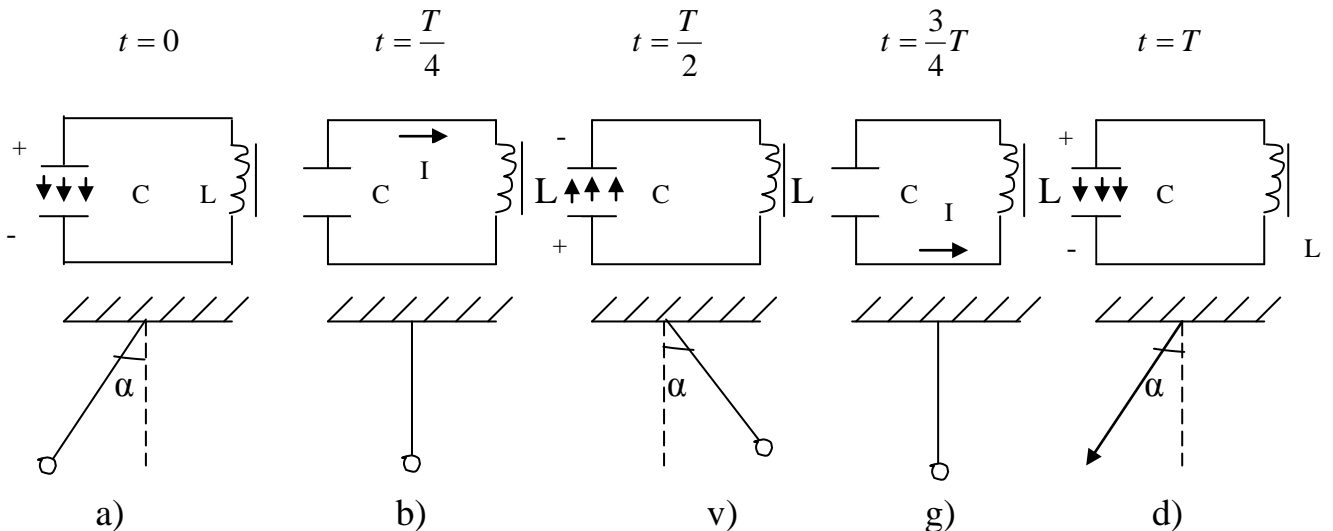 t = 0
t = T/4
t = T/2
t = 3/4 T
t = T
+
-
C
L
I
C
L
-
+
C
L
I
C
L
+
-
C
L
α
α
α
a)
b)
v)
g)
d)